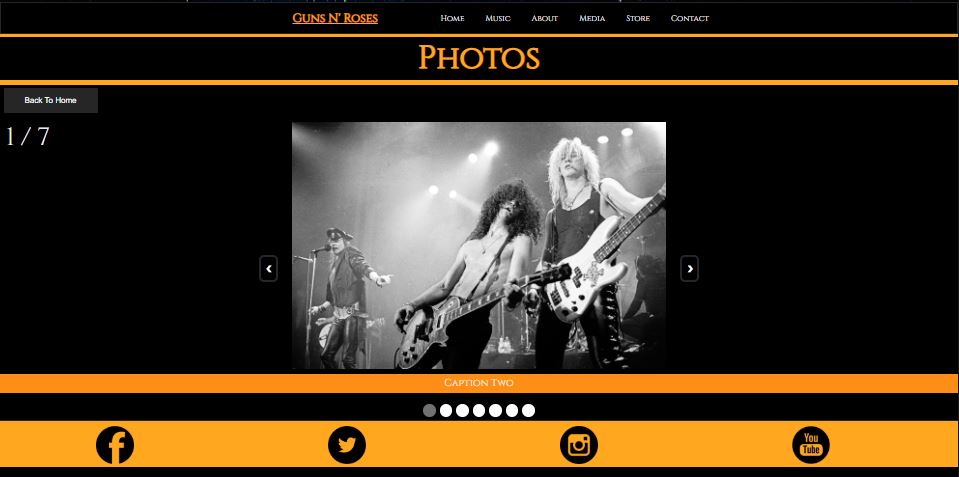 Guns N' Roses Home Music About Media Store Contact
Photos
Back To Home
1 / 7
‹ ›
Caption Two
f You Tube